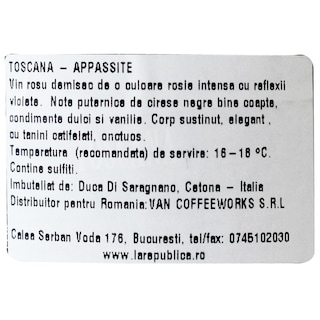 TOSCANA – APPASSITE
Vin rosu demisec de o culoare rosie intensa cu reflexii
violete. Note puternice de cirese negre bine coapte,
condimente dulci si vanilie. Corp sustinut, elegant ,
cu tanini catifelati, onctuos.
Temperatura (recomandata) de servire: 16–18 ºC.
Contine sulfiti.
Imbuteliat de: Duca Di Saragnano, Cetona – Italia
Distribuitor pentru Romania:VAN COFFEEWORKS S.R.L
Calea Serban Voda 176, Bucuresti, tel/fax: 0745102030
www.larepublica.ro